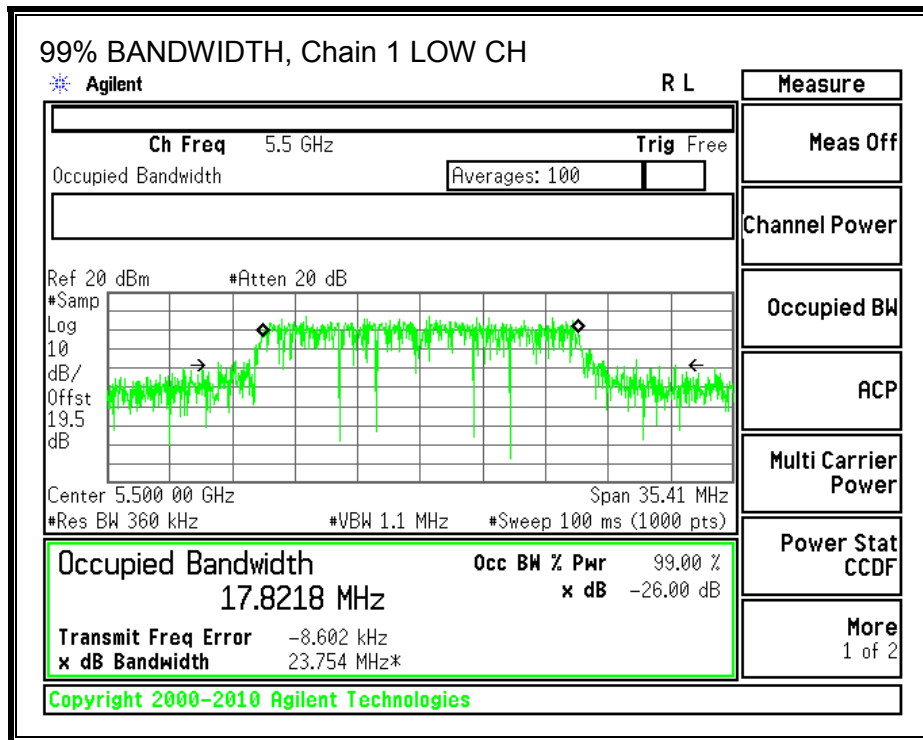 99% BANDWIDTH, Chain 1 LOW CH
Agilent
R L
Measure
Ch Freq 5.5 GHz
Trig Free
Occupied Bandwidth
Averages: 100
Ref 20 dBm
#Atten 20 dB
#Samp
Log
10
dB/
Offst
19.5
dB
Center 5.500 00 GHz
Span 35.41 MHz
#Res BW 360 kHz
#VBW 1.1 MHz
#Sweep 100 ms (1000 pts)
Occupied Bandwidth
17.8218 MHz
Occ BW % Pwr 99.00 %
x dB -26.00 dB
Transmit Freq Error -8.602 kHz
x dB Bandwidth 23.754 MHz*
Copyright 2000-2010 Agilent Technologies
Meas Off
Channel Power
Occupied BW
ACP
Multi Carrier
Power
Power Stat
CCDF
More
1 of 2